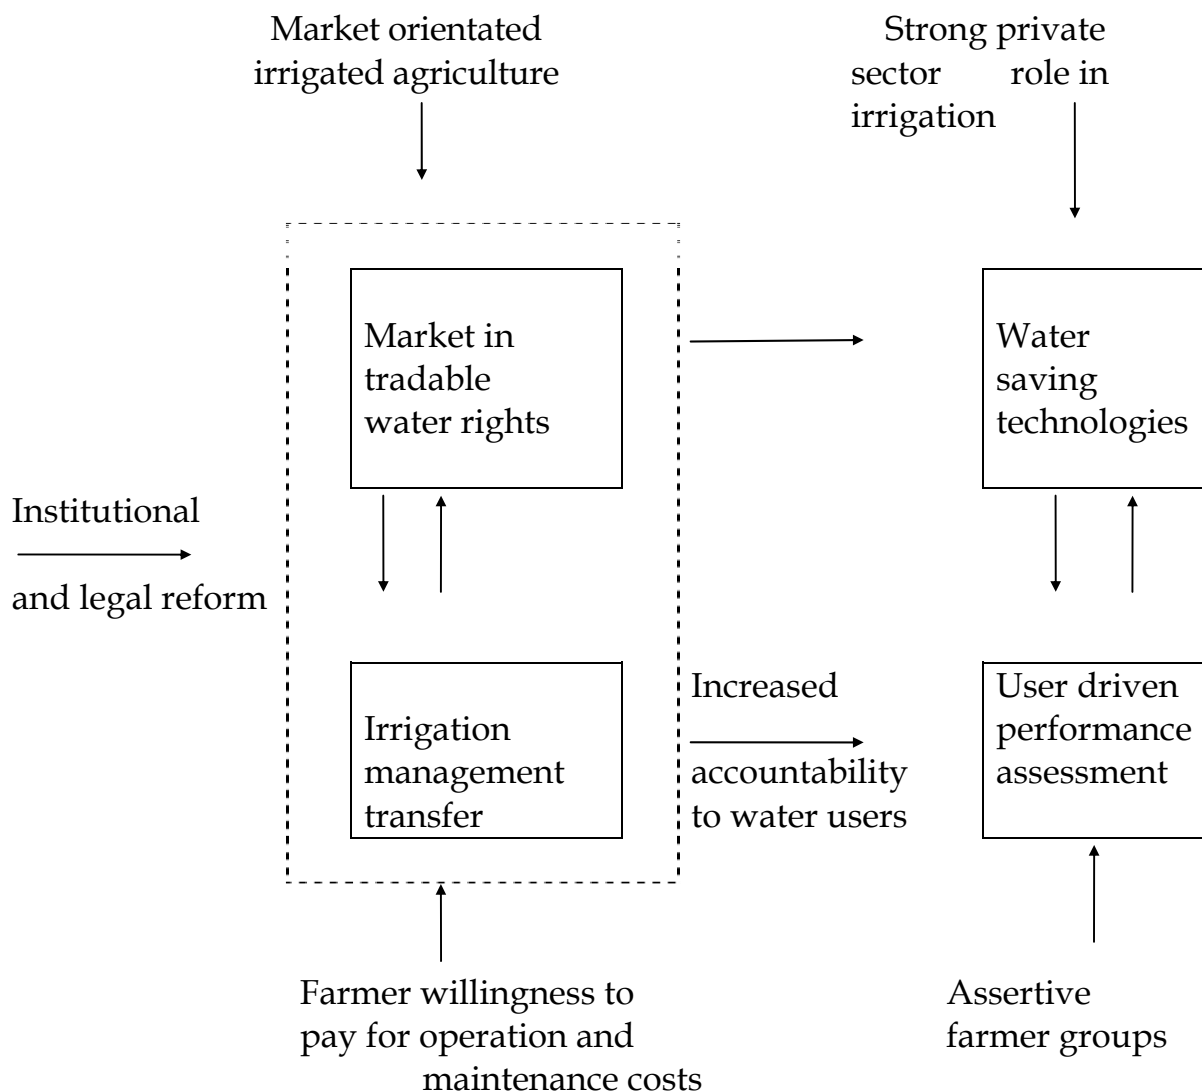 Market orientated
irrigated agriculture
Strong private
sector role in
irrigation
Market in
tradable
water rights
Water
saving
technologies
Institutional
and legal reform
Irrigation
management
transfer
Increased
accountability
to water users
User driven
performance
assessment
Farmer willingness to
pay for operation and
maintenance costs
Assertive
farmer groups